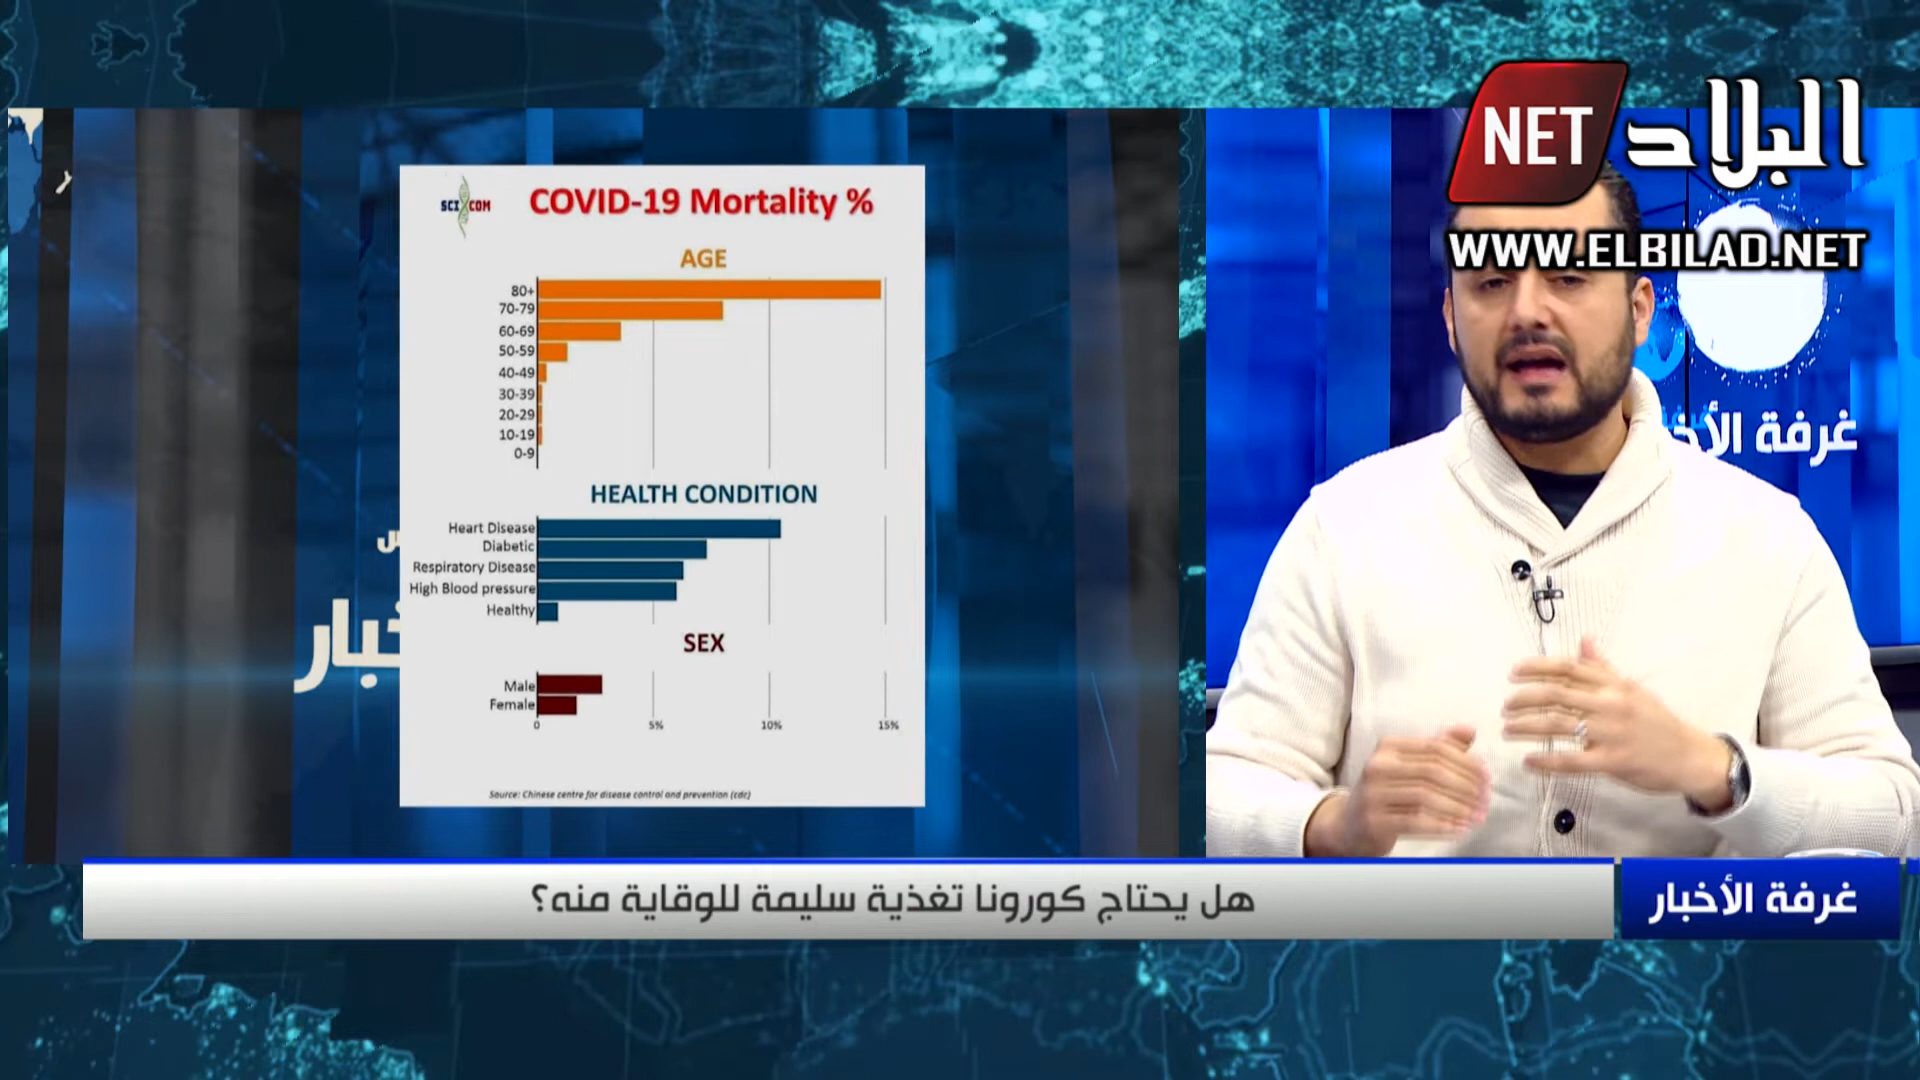 NET البلاد
WWW.ELBILAD.NET
SCI COM
COVID-19 Mortality %
AGE
80+
70-79
60-69
50-59
40-49
30-39
20-29
10-19
0-9
HEALTH CONDITION
Heart Disease
Diabetic
Respiratory Disease
High Blood pressure
Healthy
SEX
Male
Female
0 5% 10% 15%
Source: Chinese centre for disease control and prevention (cdc)
غرفة الأخ
غرفة الأخبار
هل يحتاج كورونا تغذية سليمة للوقاية منه؟